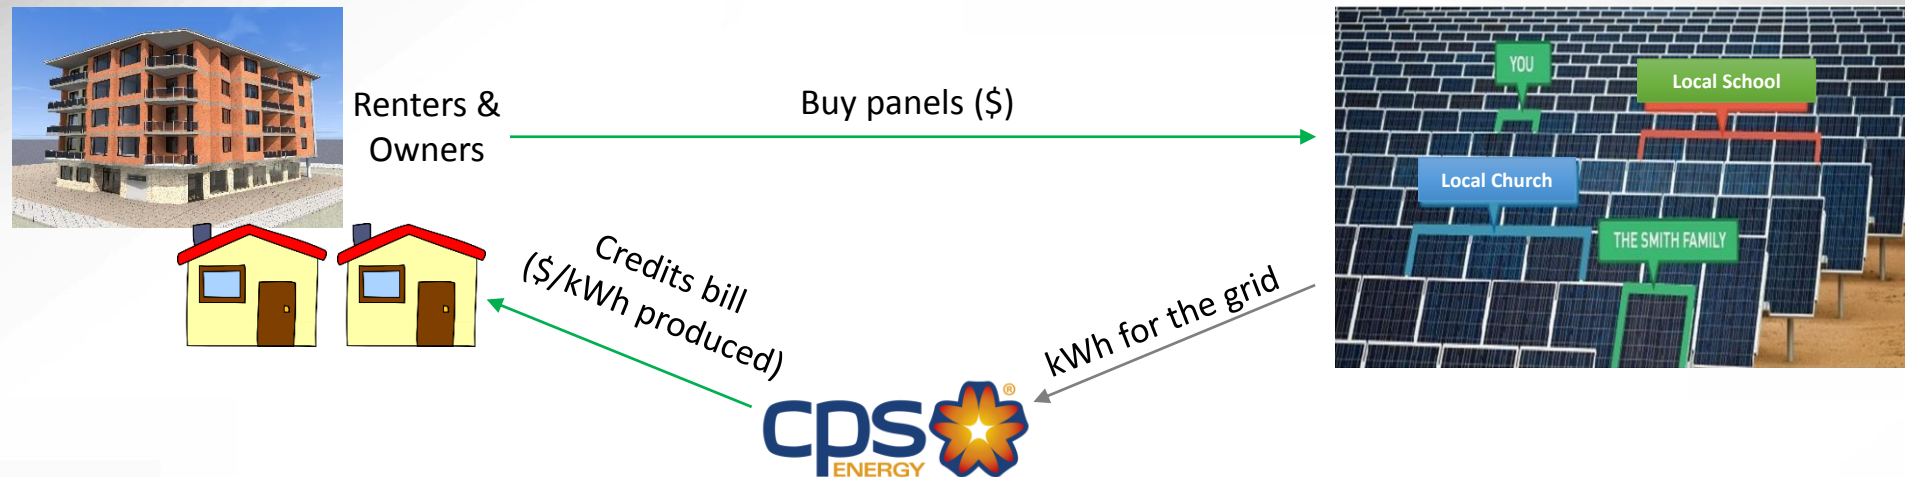 Renters &
Owners
Buy panels ($)
YOU
Local School
Local Church
THE SMITH FAMILY
Credits bill
($/kWh produced)
kWh for the grid
cps
ENERGY
®